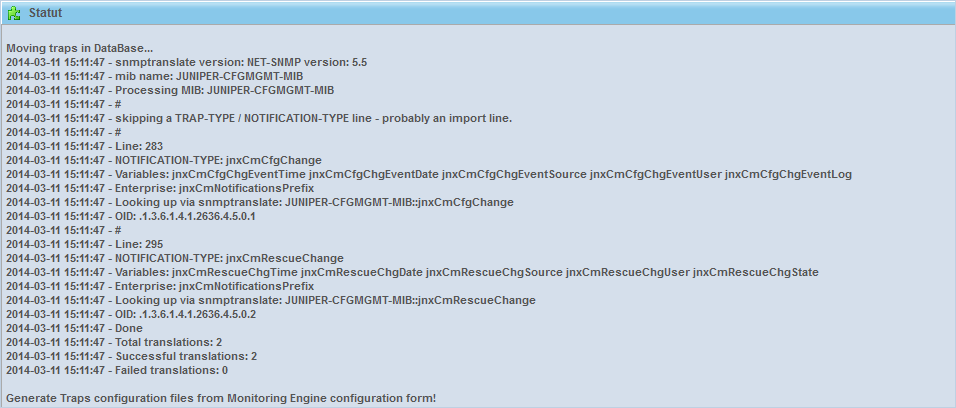 Statut
Moving traps in DataBase...
2014-03-11 15:11:47 - snmptranslate version: NET-SNMP version: 5.5
2014-03-11 15:11:47 - mib name: JUNIPER-CFGMGMT-MIB
2014-03-11 15:11:47 - Processing MIB: JUNIPER-CFGMGMT-MIB
2014-03-11 15:11:47 - #
2014-03-11 15:11:47 - skipping a TRAP-TYPE / NOTIFICATION-TYPE line - probably an import line.
2014-03-11 15:11:47 - #
2014-03-11 15:11:47 - Line: 283
2014-03-11 15:11:47 - NOTIFICATION-TYPE: jnxCmCfgChange
2014-03-11 15:11:47 - Variables: jnxCmCfgChgEventTime jnxCmCfgChgEventDate jnxCmCfgChgEventSource jnxCmCfgChgEventUser jnxCmCfgChgEventLog
2014-03-11 15:11:47 - Enterprise: jnxCmNotificationsPrefix
2014-03-11 15:11:47 - Looking up via snmptranslate: JUNIPER-CFGMGMT-MIB::jnxCmCfgChange
2014-03-11 15:11:47 - OID: .1.3.6.1.4.1.2636.4.5.0.1
2014-03-11 15:11:47 - #
2014-03-11 15:11:47 - Line: 295
2014-03-11 15:11:47 - NOTIFICATION-TYPE: jnxCmRescueChange
2014-03-11 15:11:47 - Variables: jnxCmRescueChgTime jnxCmRescueChgDate jnxCmRescueChgSource jnxCmRescueChgUser jnxCmRescueChgState
2014-03-11 15:11:47 - Enterprise: jnxCmNotificationsPrefix
2014-03-11 15:11:47 - Looking up via snmptranslate: JUNIPER-CFGMGMT-MIB::jnxCmRescueChange
2014-03-11 15:11:47 - OID: .1.3.6.1.4.1.2636.4.5.0.2
2014-03-11 15:11:47 - Done
2014-03-11 15:11:47 - Total translations: 2
2014-03-11 15:11:47 - Successful translations: 2
2014-03-11 15:11:47 - Failed translations: 0
Generate Traps configuration files from Monitoring Engine configuration form!